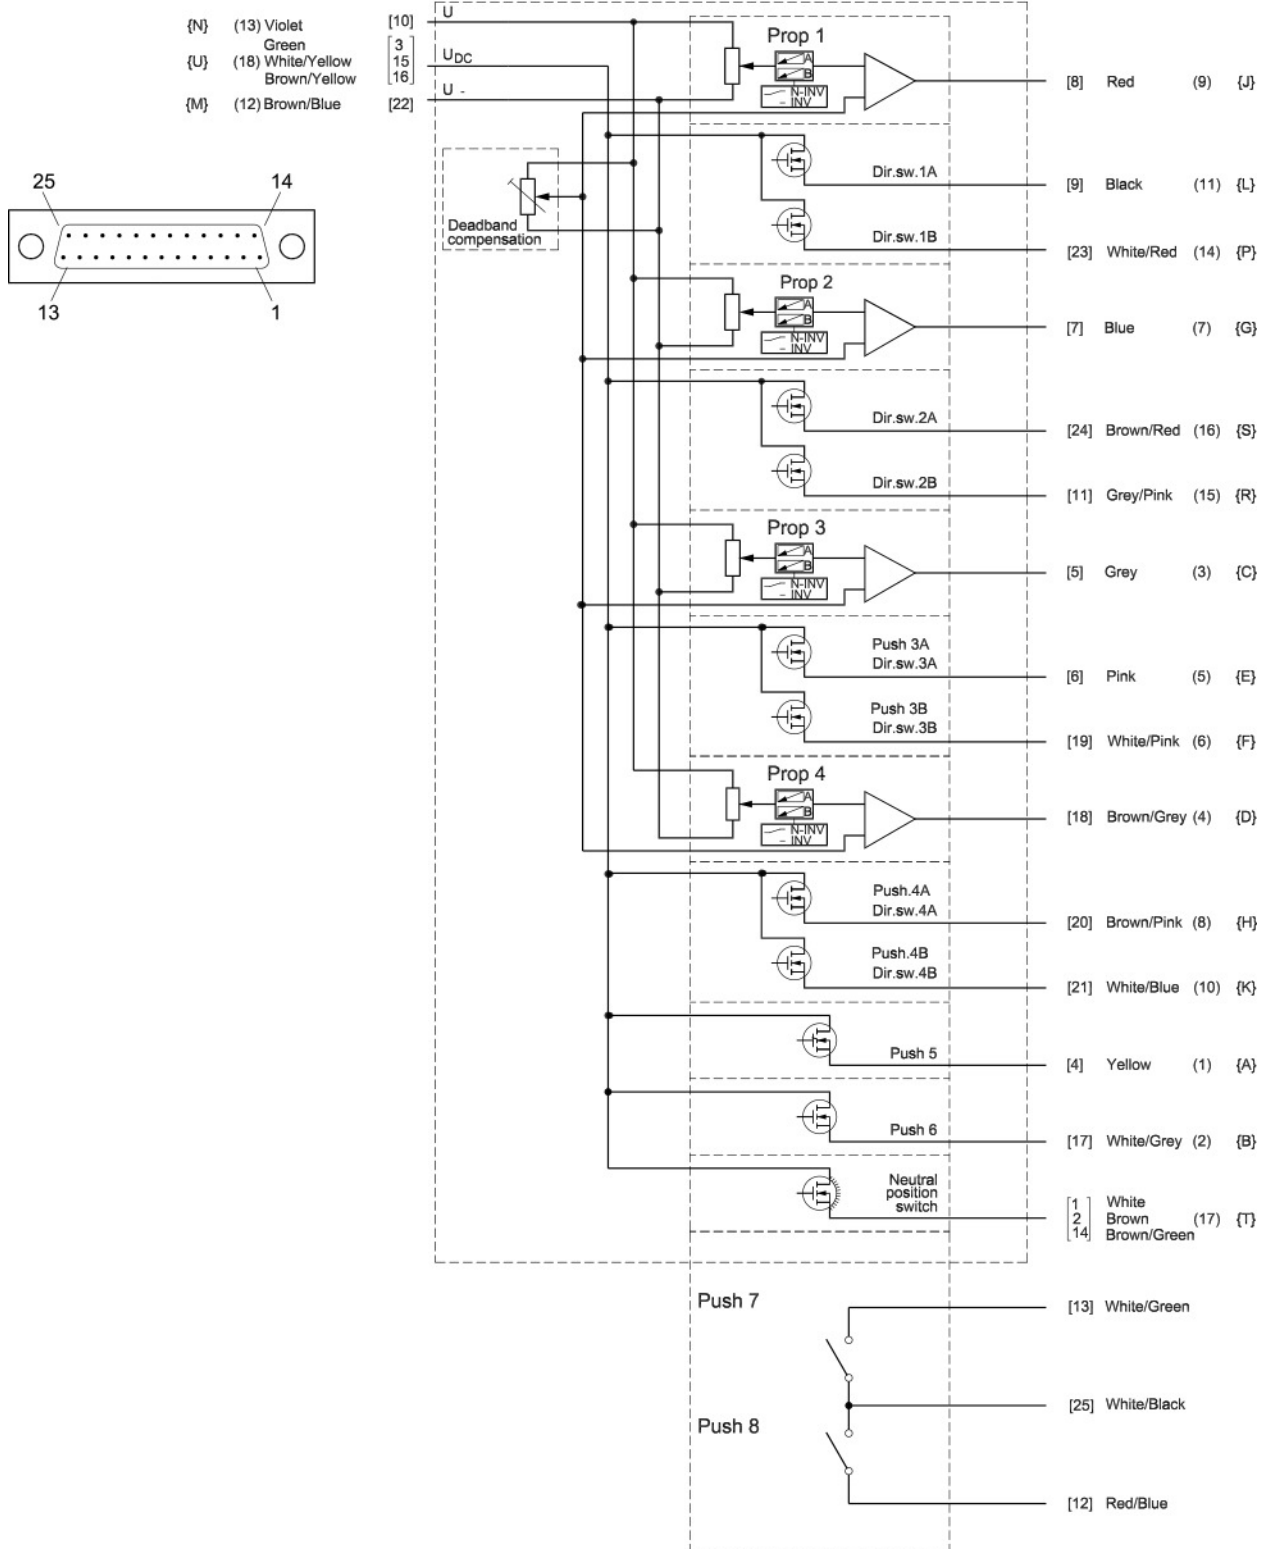 {N} (13) Violet [10] U
Green 3
{U} (18) White/Yellow 15 UDC
Brown/Yellow 16
{M} (12) Brown/Blue [22] U -
25 14
13 1
Deadband
compensation
Prop 1
A
B
N-INV
INV
[8] Red (9) {J}
Dir.sw.1A
[9] Black (11) {L}
Dir.sw.1B
[23] White/Red (14) {P}
Prop 2
A
B
N-INV
INV
[7] Blue (7) {G}
Dir.sw.2A
[24] Brown/Red (16) {S}
Dir.sw.2B
[11] Grey/Pink (15) {R}
Prop 3
A
B
N-INV
INV
[5] Grey (3) {C}
Push 3A
Dir.sw.3A
[6] Pink (5) {E}
Push 3B
Dir.sw.3B
[19] White/Pink (6) {F}
Prop 4
A
B
N-INV
INV
[18] Brown/Grey (4) {D}
Push.4A
Dir.sw.4A
[20] Brown/Pink (8) {H}
Push.4B
Dir.sw.4B
[21] White/Blue (10) {K}
Push 5
[4] Yellow (1) {A}
Push 6
[17] White/Grey (2) {B}
Neutral
position
switch
1 White
2 Brown (17) {T}
14 Brown/Green
Push 7
[13] White/Green
[25] White/Black
Push 8
[12] Red/Blue